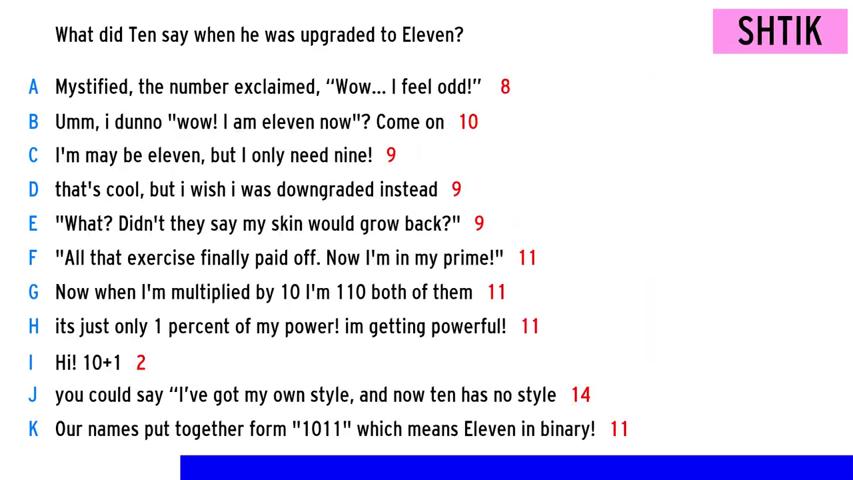 SHTIK
What did Ten say when he was upgraded to Eleven?
A Mystified, the number exclaimed, “Wow... I feel odd!” 8
B Umm, i dunno "wow! I am eleven now"? Come on 10
C I'm may be eleven, but I only need nine! 9
D that's cool, but i wish i was downgraded instead 9
E "What? Didn't they say my skin would grow back?" 9
F "All that exercise finally paid off. Now I'm in my prime!" 11
G Now when I'm multiplied by 10 I'm 110 both of them 11
H its just only 1 percent of my power! im getting powerful! 11
I Hi! 10+1 2
J you could say “I’ve got my own style, and now ten has no style 14
K Our names put together form "1011" which means Eleven in binary! 11